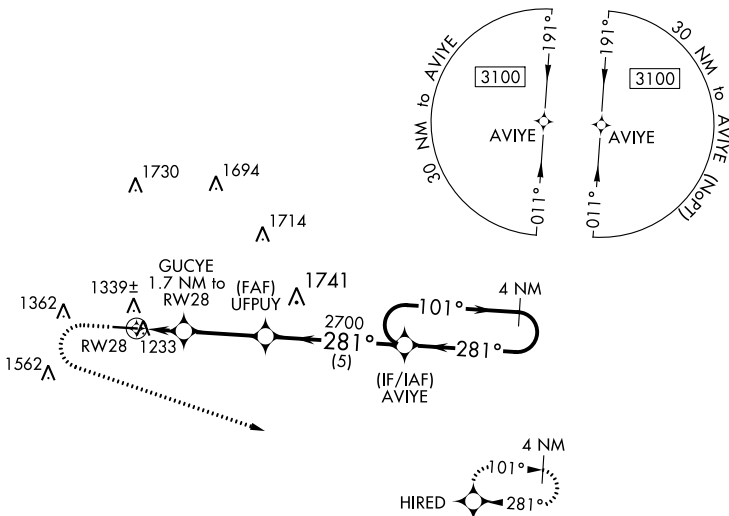 30 NM to AVIYE
191°
3100
AVIYE
011°
30 NM to AVIYE (NoPT)
191°
3100
AVIYE
011°
1730
1694
1714
GUCYE
1.7 NM to
RW28
(FAF)
UFPUY
1741
1339±
1362
RW28
1233
1562
2700
281°
(5)
101°
4 NM
281°
(IF/IAF)
AVIYE
4 NM
101°
281°
HIRED